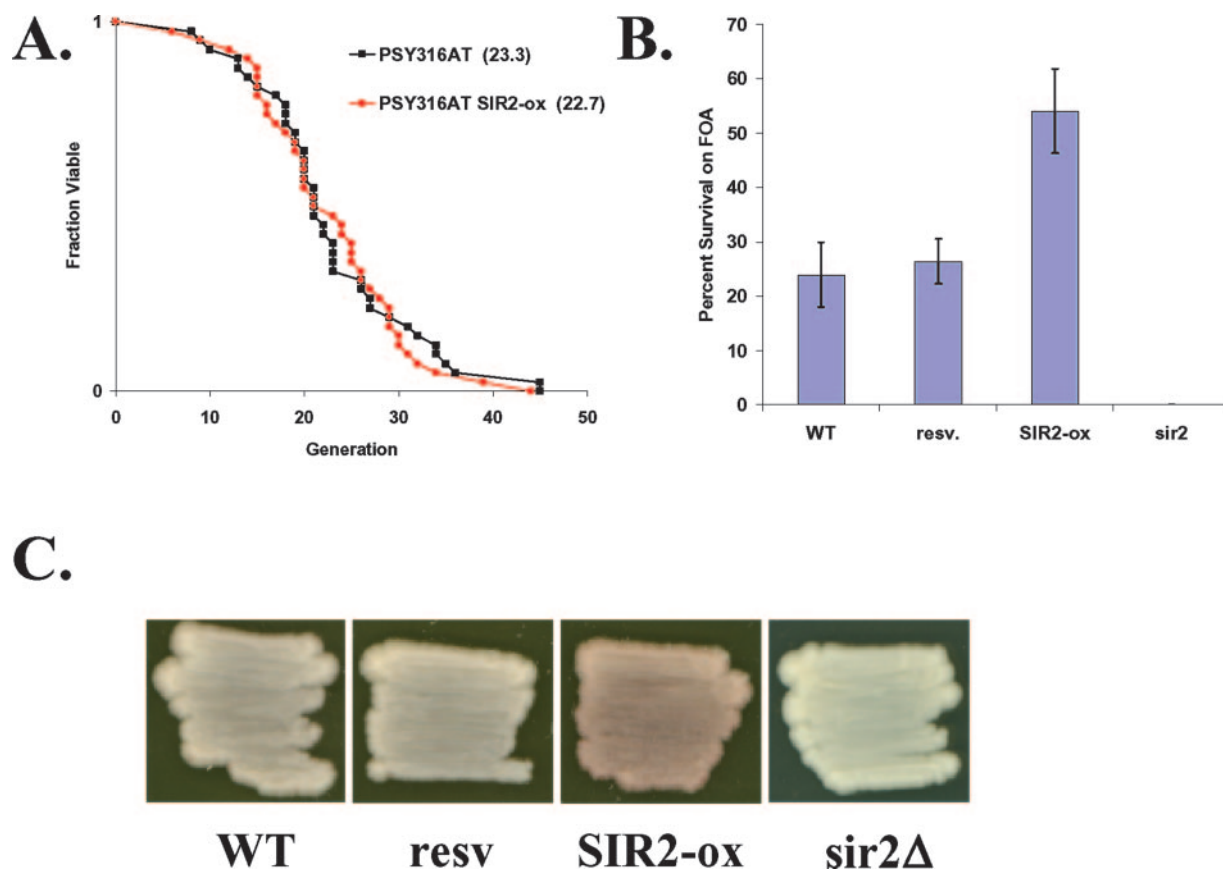 A.
1
PSY316AT (23.3)
PSY316AT SIR2-ox (22.7)
Fraction Viable
0
0 10 20 30 40 50
Generation
B.
70
60
50
40
30
20
10
0
Percent Survival on FOA
WT resv. SIR2-ox sir2
C.
WT resv SIR2-ox sir2Δ